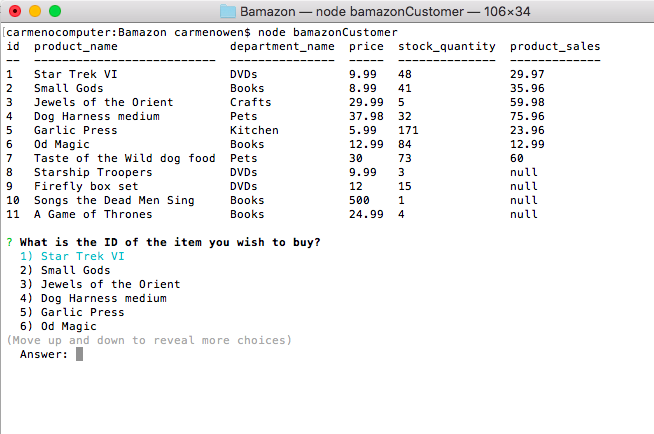 Bamazon — node bamazonCustomer — 106×34
[carmenocomputer:Bamazon carmenowen$ node bamazonCustomer
id  product_name                department_name  price  stock_quantity  product_sales
--  --------------------------  ---------------  -----  --------------  -------------
1   Star Trek VI                DVDs             9.99   48              29.97
2   Small Gods                  Books            8.99   41              35.96
3   Jewels of the Orient        Crafts           29.99  5               59.98
4   Dog Harness medium          Pets             37.98  32              75.96
5   Garlic Press                Kitchen          5.99   171             23.96
6   Od Magic                    Books            12.99  84              12.99
7   Taste of the Wild dog food  Pets             30     73              60
8   Starship Troopers           DVDs             9.99   3               null
9   Firefly box set             DVDs             12     15              null
10  Songs the Dead Men Sing     Books            500    1               null
11  A Game of Thrones           Books            24.99  4               null
? What is the ID of the item you wish to buy?
1) Star Trek VI
2) Small Gods
3) Jewels of the Orient
4) Dog Harness medium
5) Garlic Press
6) Od Magic
(Move up and down to reveal more choices)
Answer: